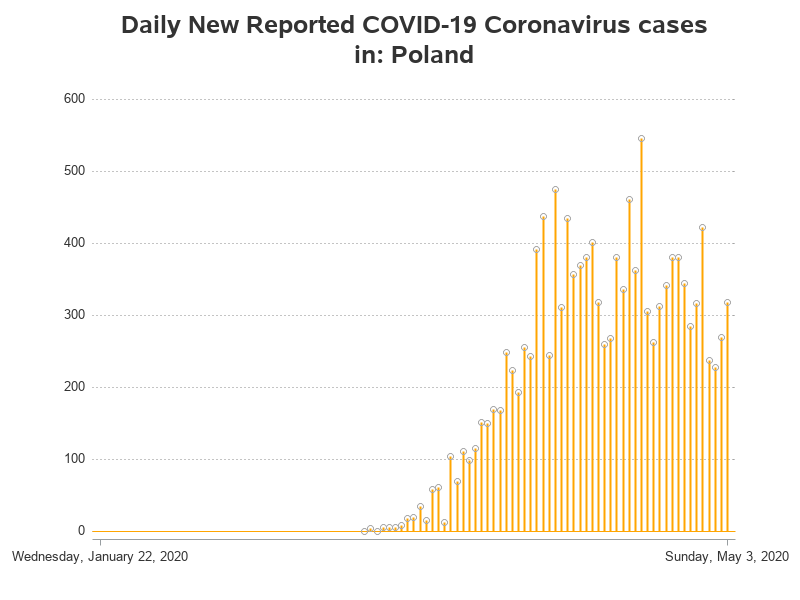 Daily New Reported COVID-19 Coronavirus cases
in: Poland
600
500
400
300
200
100
0
Wednesday, January 22, 2020
Sunday, May 3, 2020